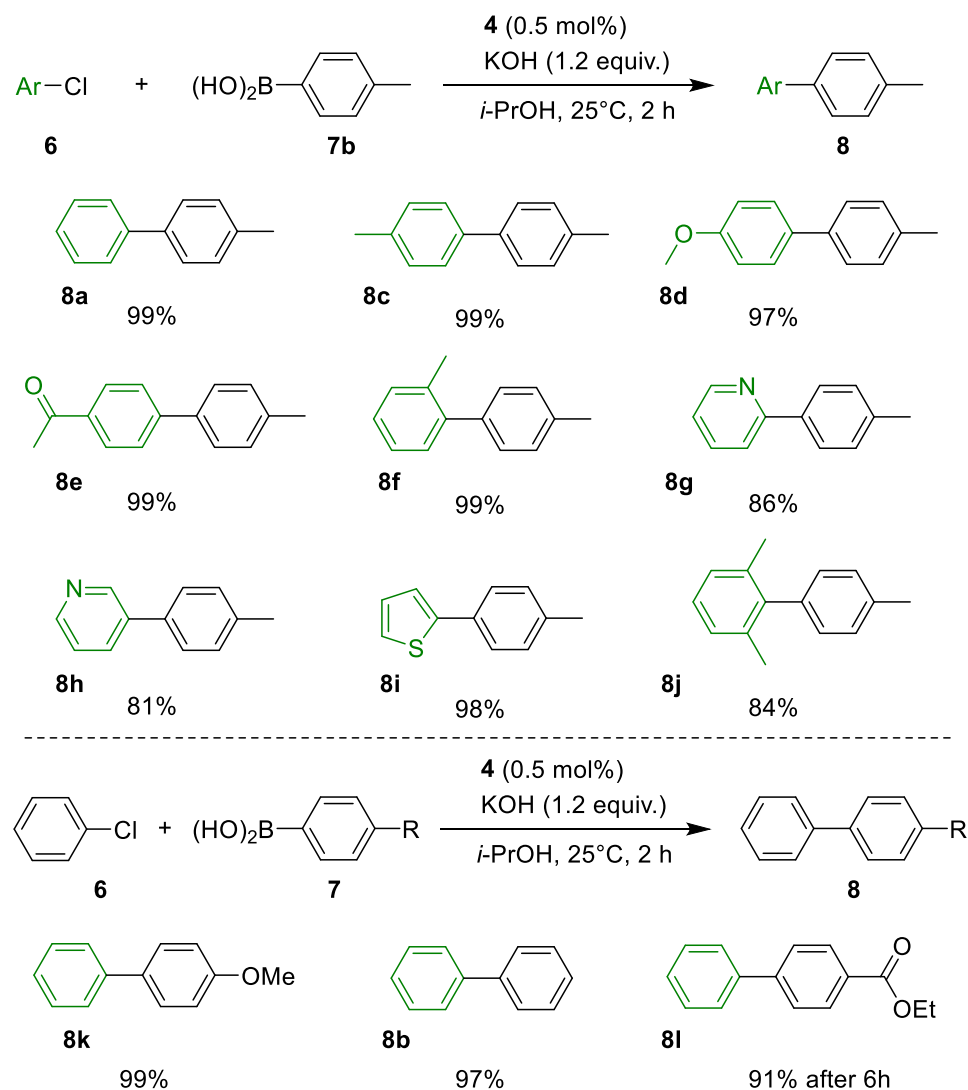 4 (0.5 mol%)
KOH (1.2 equiv.)
Ar Cl + (HO)2B Ar
i-PrOH, 25°C, 2 h
6 7b 8
O
8a 8c 8d
99% 99% 97%
O N
8e 8f 8g
99% 99% 86%
N S
8h 8i 8j
81% 98% 84%
4 (0.5 mol%)
KOH (1.2 equiv.)
Cl + (HO)2B R R
i-PrOH, 25°C, 2 h
6 7 8
O
OMe
OEt
8k 8b 8l
99% 97% 91% after 6h